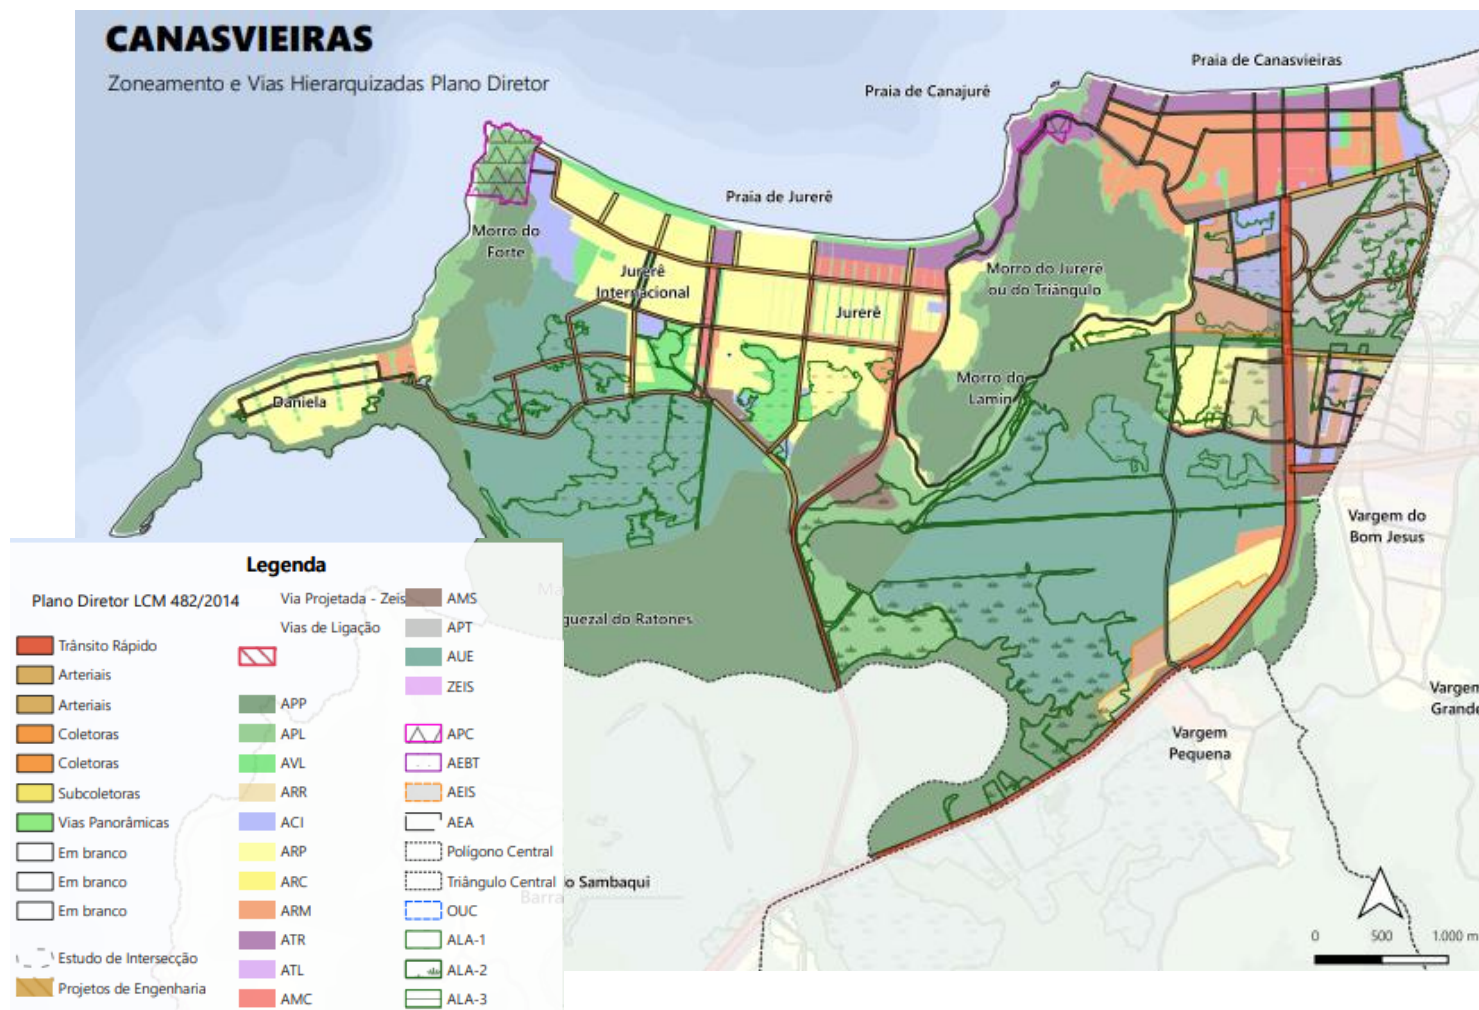 CANASVIEIRAS
Zoneamento e Vias Hierarquizadas Plano Diretor
Praia de Canasvieiras
Praia de Canajurê
Praia de Jurerê
Morro do
Forte
Jurerê
Internacional
Morro do Jurerê
ou do Triângulo
Jurerê
Morro do
Lamim
Daniela
Vargem do
Bom Jesus
guezal do Ratones
Vargem
Grande
Vargem
Pequena
lo Sambaqui
Barra
0 500 1.000 m
Legenda
Plano Diretor LCM 482/2014
Trânsito Rápido
Arteriais
Arteriais
Coletoras
Coletoras
Subcoletoras
Vias Panorâmicas
Em branco
Em branco
Em branco
Estudo de Intersecção
Projetos de Engenharia
Via Projetada - Zeis
Vias de Ligação
APP
APL
AVL
ARR
ACI
ARP
ARC
ARM
ATR
ATL
AMC
AMS
APT
AUE
ZEIS
APC
AEBT
AEIS
AEA
Polígono Central
Triângulo Central
OUC
ALA-1
ALA-2
ALA-3